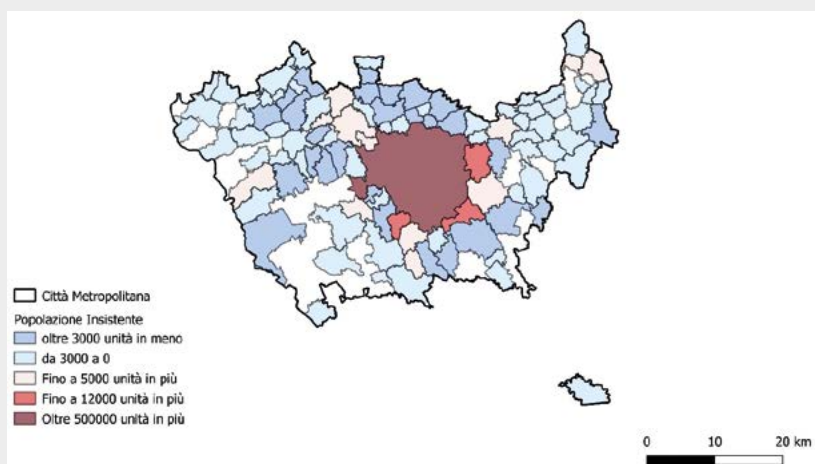 Città Metropolitana
Popolazione Insistente
oltre 3000 unità in meno
da 3000 a 0
Fino a 5000 unità in più
Fino a 12000 unità in più
Oltre 500000 unità in più
0 10 20 km